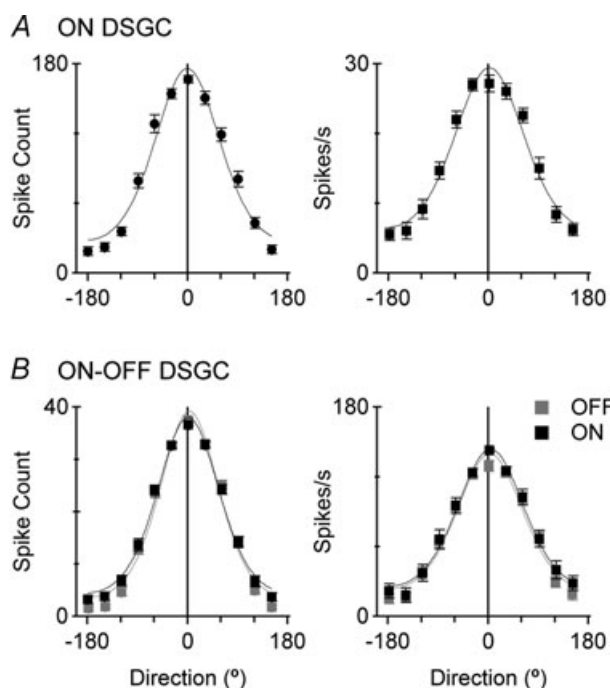 A ON DSGC
180
Spike Count
0
-180 0 180
30
Spikes/s
0
-180 0 180
B ON-OFF DSGC
40
Spike Count
0
-180 0 180
Direction (º)
180
Spikes/s
0
-180 0 180
Direction (º)
OFF
ON